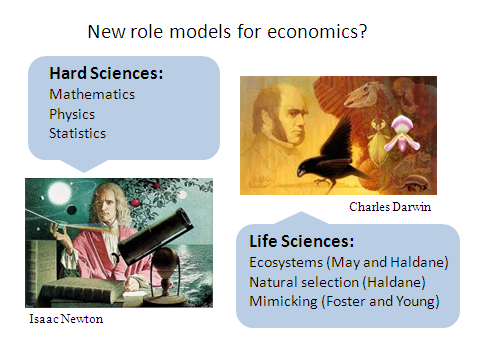 New role models for economics?
Hard Sciences:
Mathematics
Physics
Statistics
Charles Darwin
Life Sciences:
Ecosystems (May and Haldane)
Natural selection (Haldane)
Mimicking (Foster and Young)
Isaac Newton